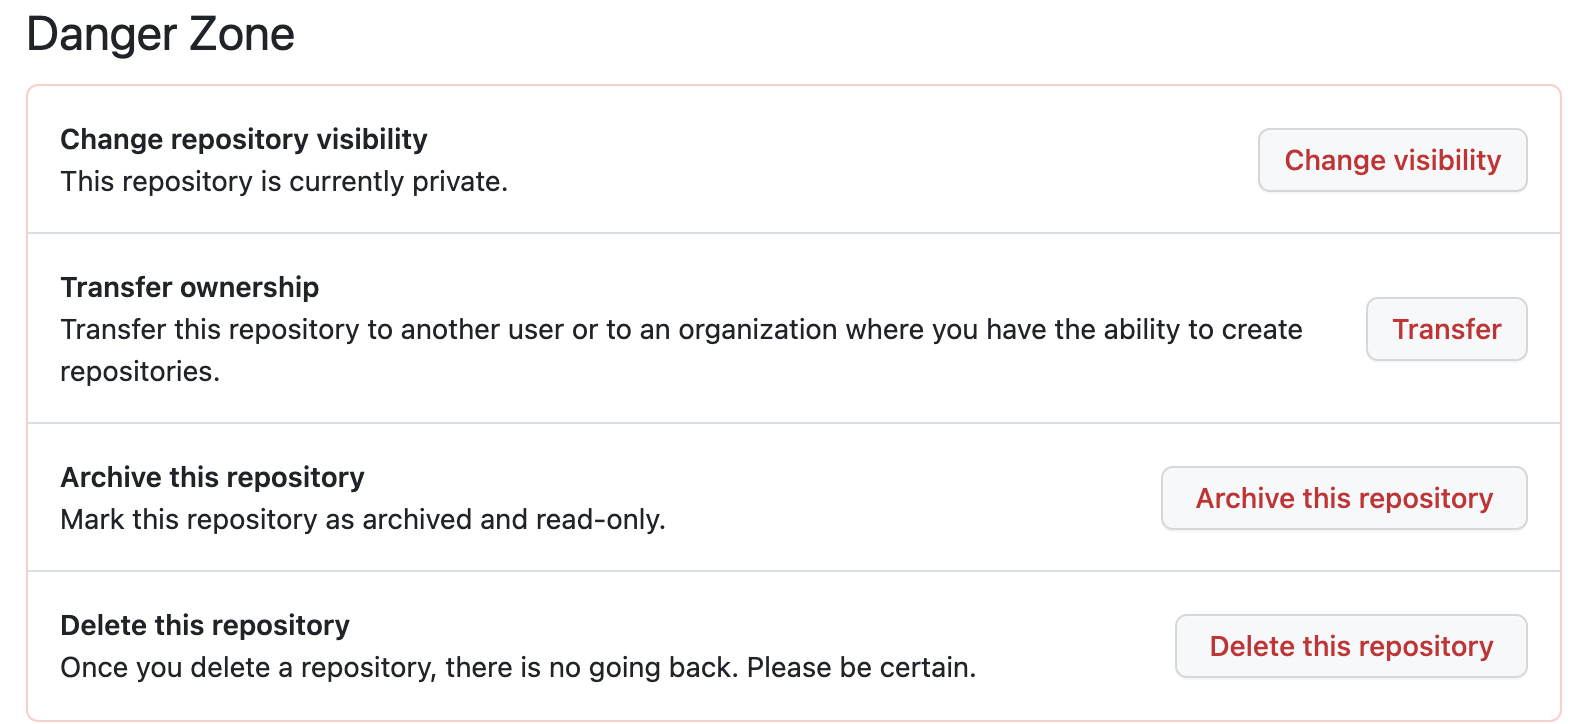 Danger Zone
Change repository visibility
This repository is currently private.
Change visibility
Transfer ownership
Transfer this repository to another user or to an organization where you have the ability to create
repositories.
Transfer
Archive this repository
Mark this repository as archived and read-only.
Archive this repository
Delete this repository
Once you delete a repository, there is no going back. Please be certain.
Delete this repository